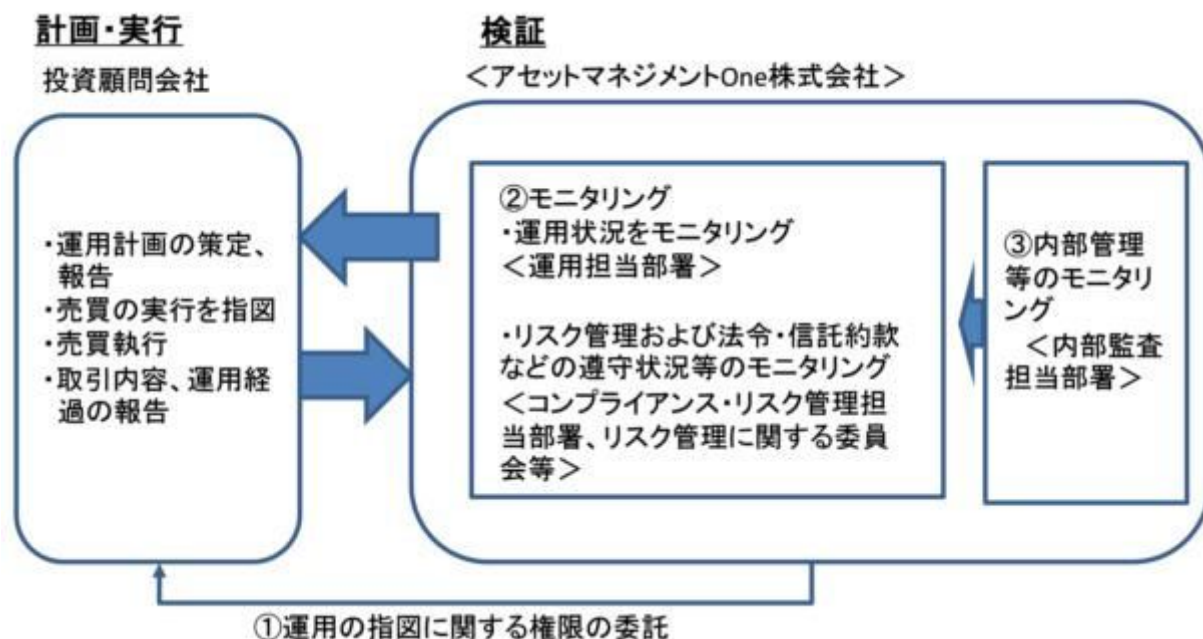 計画・実行
投資顧問会社
・運用計画の策定、
報告
・売買の実行を指図
・売買執行
・取引内容、運用経
過の報告
検証
＜アセットマネジメントOne株式会社＞
②モニタリング
・運用状況をモニタリング
＜運用担当部署＞
・リスク管理および法令・信託約款
などの遵守状況等のモニタリング
＜コンプライアンス・リスク管理担
当部署、リスク管理に関する委員
会等＞
③内部管理
等のモニタリ
ング
＜内部監査
担当部署＞
①運用の指図に関する権限の委託